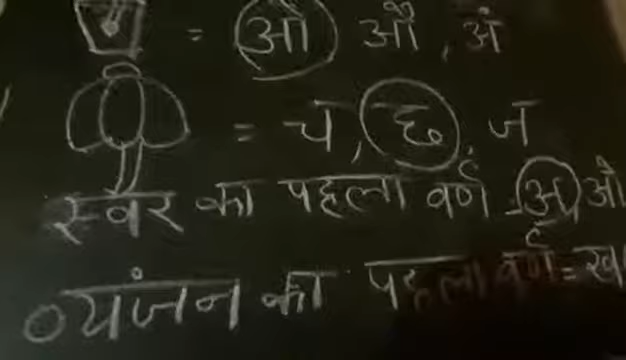 = ओ औ, अं
= च, छ, ज
स्वर का पहला वर्ण = अ, ओ
व्यंजन का पहला वर्ण = ख